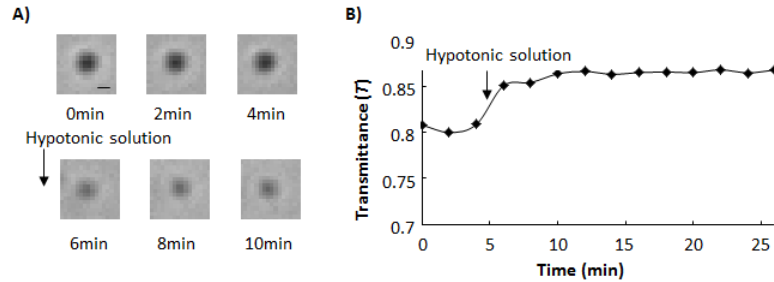 A)
0min 2min 4min
Hypotonic solution
6min 8min 10min
B)
0.9
0.85
0.8
0.75
0.7
Transmittance (T)
Hypotonic solution
0 5 10 15 20 25
Time (min)